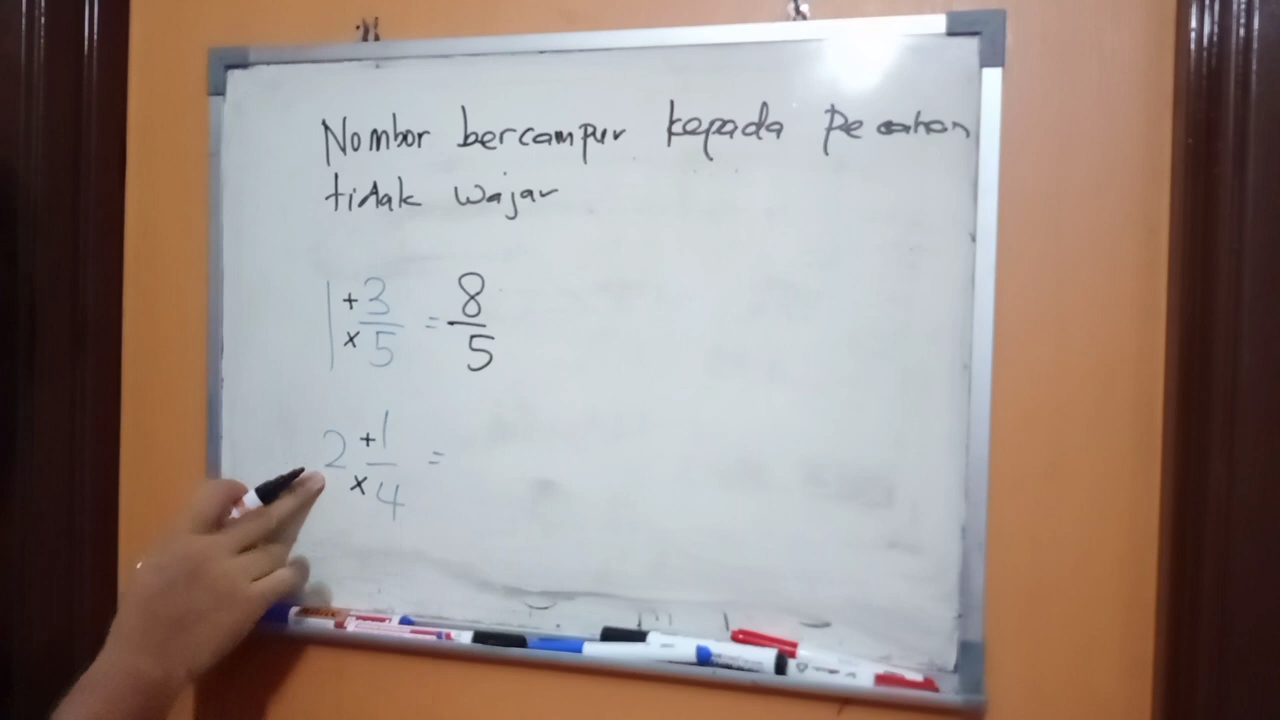 Nombor bercampur kepada Pecahan
tidak wajar
1 + 3 / × 5 = 8/5
2 + 1 / × 4 =